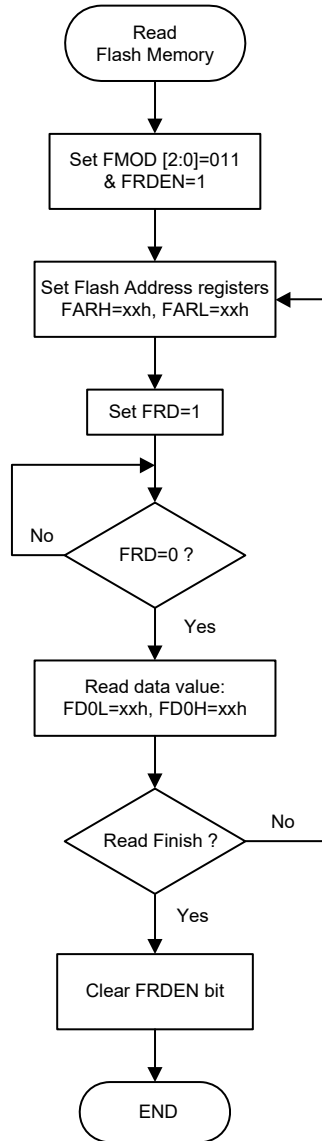 Read
Flash Memory
Set FMOD [2:0]=011
& FRDEN=1
Set Flash Address registers
FARH=xxh, FARL=xxh
Set FRD=1
No
FRD=0 ?
Yes
Read data value:
FD0L=xxh, FD0H=xxh
Read Finish ?
No
Yes
Clear FRDEN bit
END